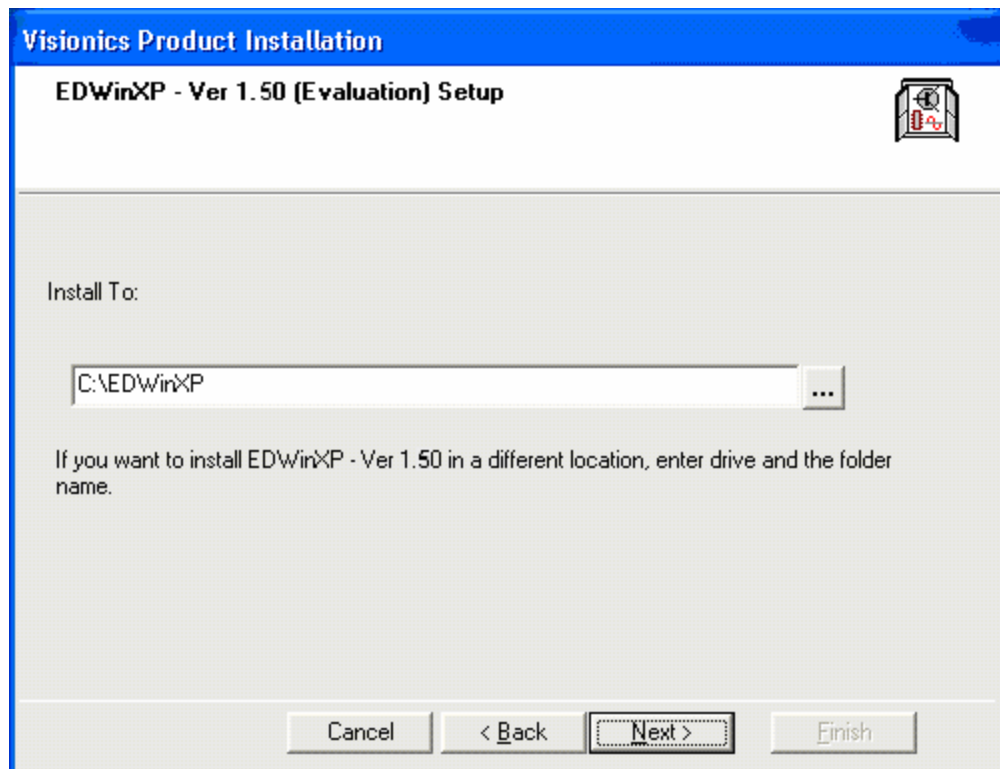 Visionics Product Installation
EDWinXP - Ver 1.50 (Evaluation) Setup
Install To:
C:\EDWinXP
...
If you want to install EDWinXP - Ver 1.50 in a different location, enter drive and the folder
name.
Cancel < Back Next > Finish